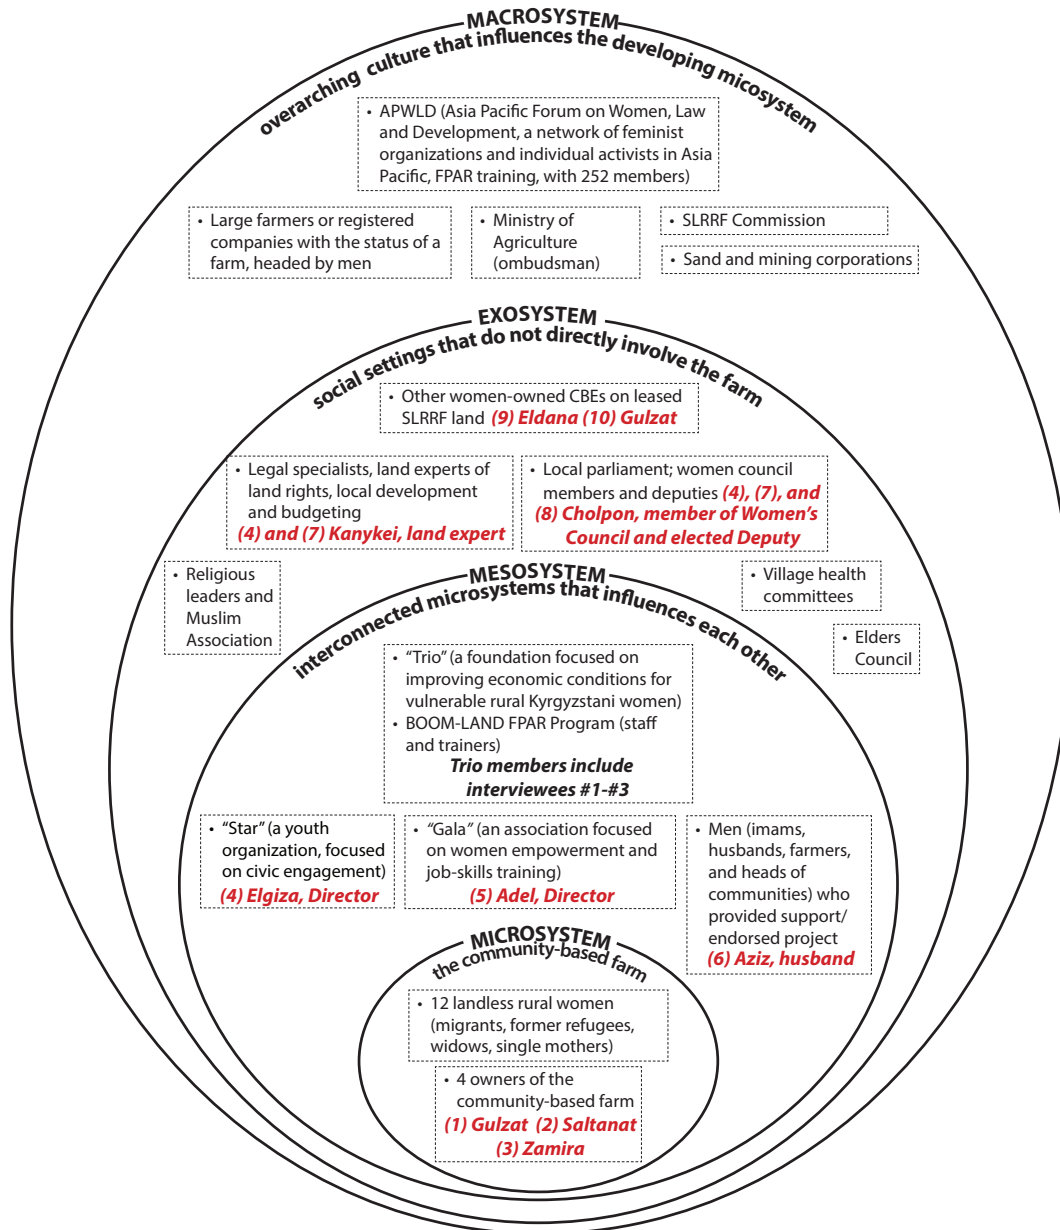 MACROSYSTEM
overarching culture that influences the developing micosystem
• APWLD (Asia Pacific Forum on Women, Law
and Development, a network of feminist
organizations and individual activists in Asia
Pacific, FPAR training, with 252 members)
• Large farmers or registered
companies with the status of a
farm, headed by men
• Ministry of
Agriculture
(ombudsman)
• SLRRF Commission
• Sand and mining corporations
EXOSYSTEM
social settings that do not directly involve the farm
• Other women-owned CBEs on leased
SLRRF land (9) Eldana (10) Gulzat
• Legal specialists, land experts of
land rights, local development
and budgeting
(4) and (7) Kanykei, land expert
• Local parliament; women council
members and deputies (4), (7), and
(8) Cholpon, member of Women's
Council and elected Deputy
• Religious
leaders and
Muslim
Association
• Village health
committees
• Elders
Council
MESOSYSTEM
interconnected microsystems that influences each other
• "Trio" (a foundation focused on
improving economic conditions for
vulnerable rural Kyrgyzstani women)
• BOOM-LAND FPAR Program (staff
and trainers)
Trio members include
interviewees #1-#3
• "Star" (a youth
organization, focused
on civic engagement)
(4) Elgiza, Director
• "Gala" (an association focused
on women empowerment and
job-skills training)
(5) Adel, Director
• Men (imams,
husbands, farmers,
and heads of
communities) who
provided support/
endorsed project
(6) Aziz, husband
MICROSYSTEM
the community-based farm
• 12 landless rural women
(migrants, former refugees,
widows, single mothers)
• 4 owners of the
community-based farm
(1) Gulzat (2) Saltanat
(3) Zamira